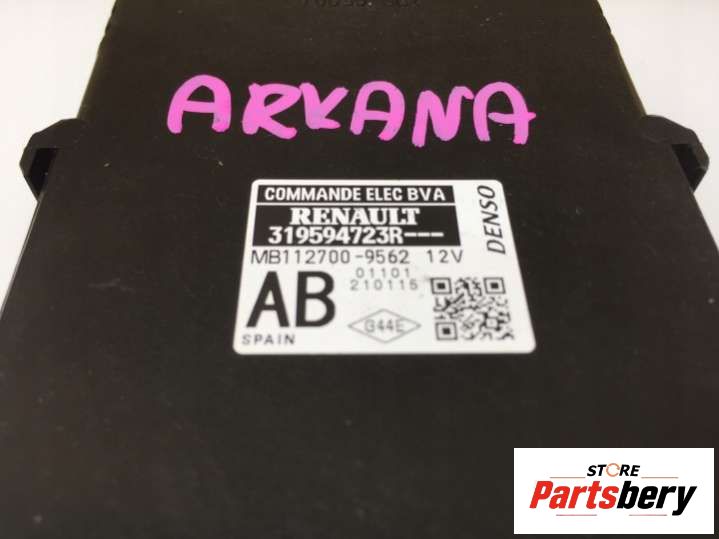 ARKANA
COMMANDE ELEC BVA
RENAULT
319594723R---
DENSO
MB112700-9562 12V
AB
01101
210115
G44E
SPAIN
STORE
Partsbery